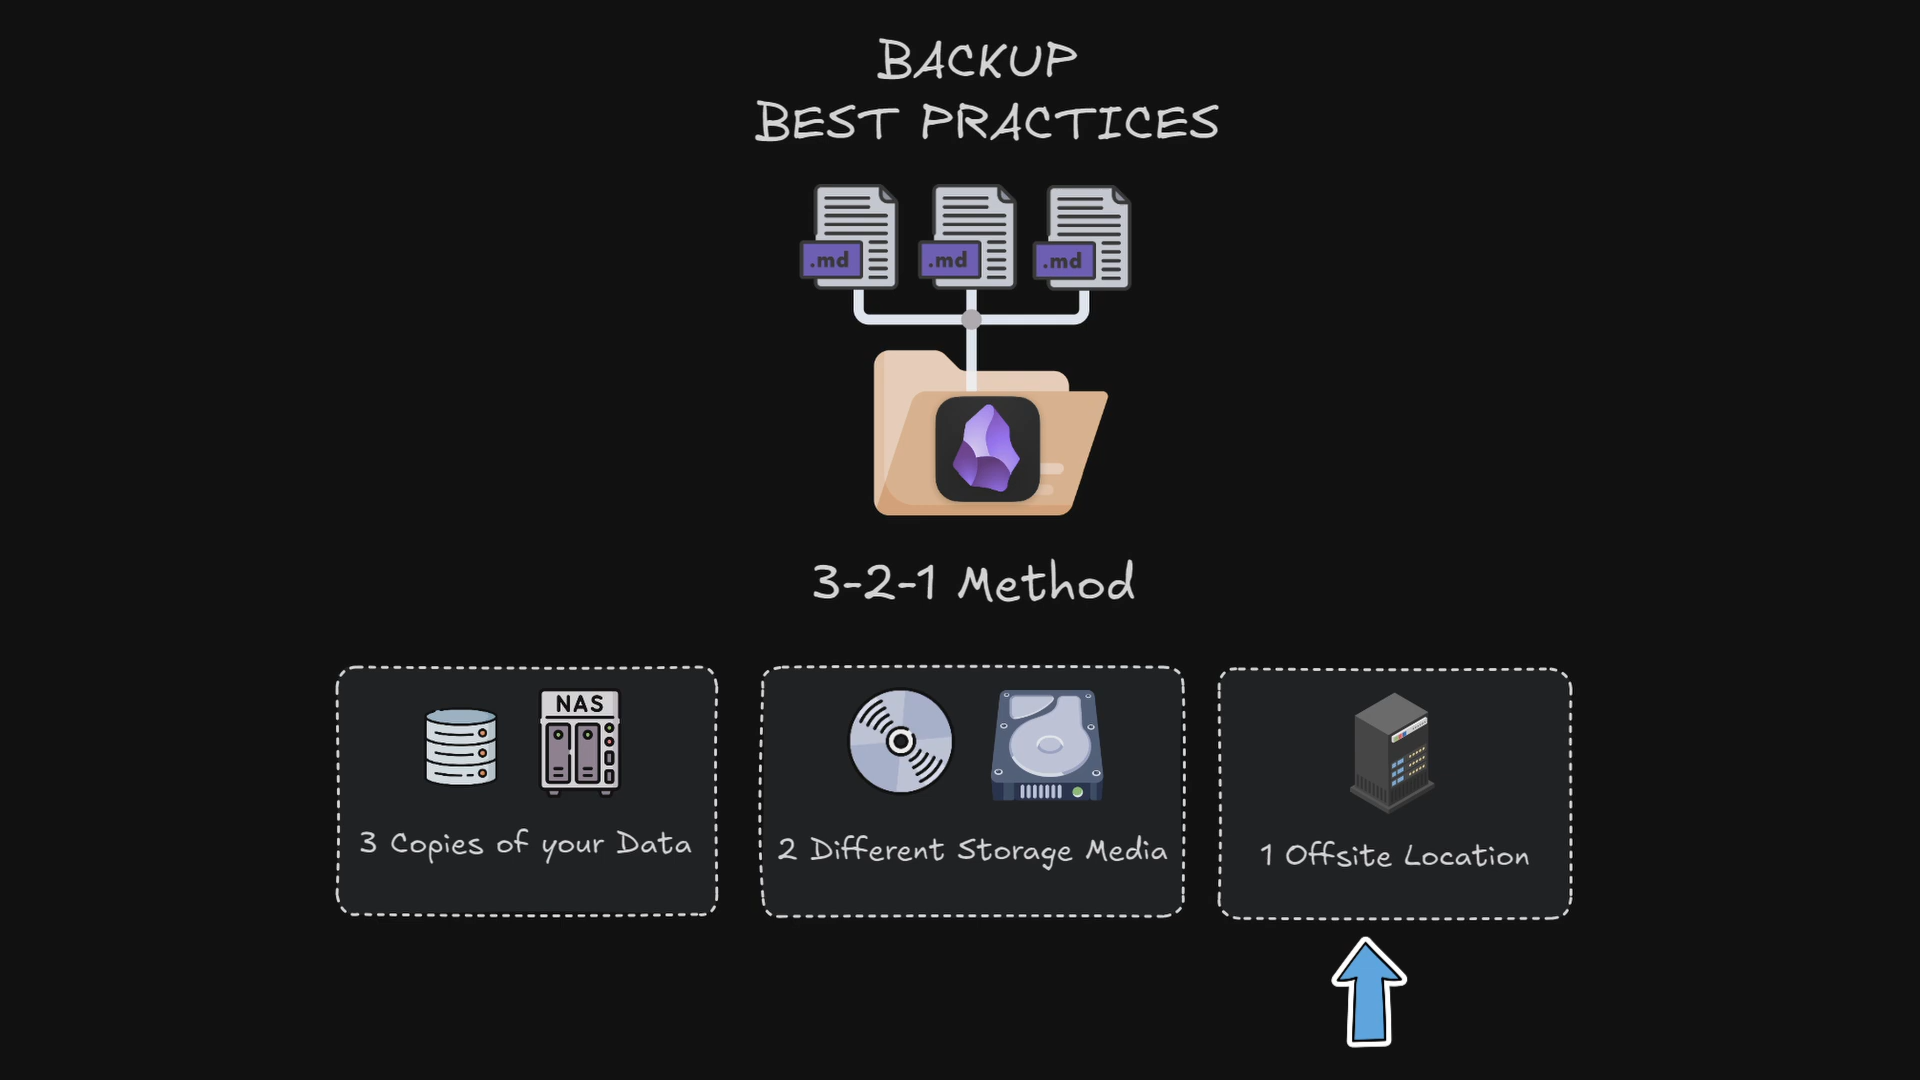 BACKUP
BEST PRACTICES
.md .md .md
3-2-1 Method
NAS
3 Copies of your Data
2 Different Storage Media
1 Offsite Location